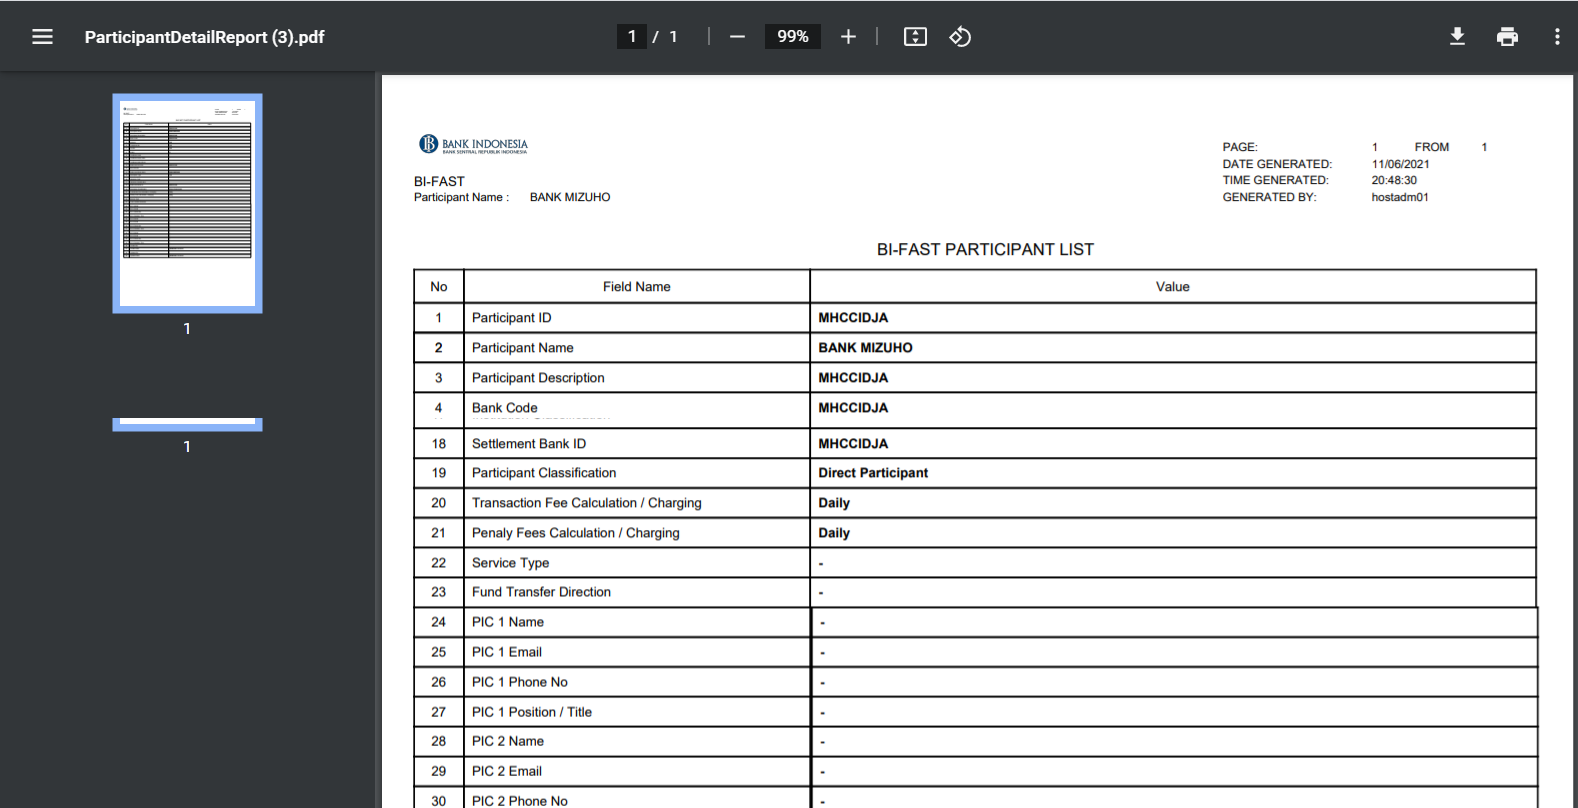 ParticipantDetailReport (3).pdf
1 / 1
99%
1
1
BANK INDONESIA
BANK SENTRAL REPUBLIK INDONESIA
BI-FAST
Participant Name : BANK MIZUHO
PAGE: 1 FROM 1
DATE GENERATED: 11/06/2021
TIME GENERATED: 20:48:30
GENERATED BY: hostadm01
BI-FAST PARTICIPANT LIST
No Field Name Value
1 Participant ID MHCCIDJA
2 Participant Name BANK MIZUHO
3 Participant Description MHCCIDJA
4 Bank Code MHCCIDJA
18 Settlement Bank ID MHCCIDJA
19 Participant Classification Direct Participant
20 Transaction Fee Calculation / Charging Daily
21 Penaly Fees Calculation / Charging Daily
22 Service Type -
23 Fund Transfer Direction -
24 PIC 1 Name -
25 PIC 1 Email -
26 PIC 1 Phone No -
27 PIC 1 Position / Title -
28 PIC 2 Name -
29 PIC 2 Email -
30 PIC 2 Phone No -